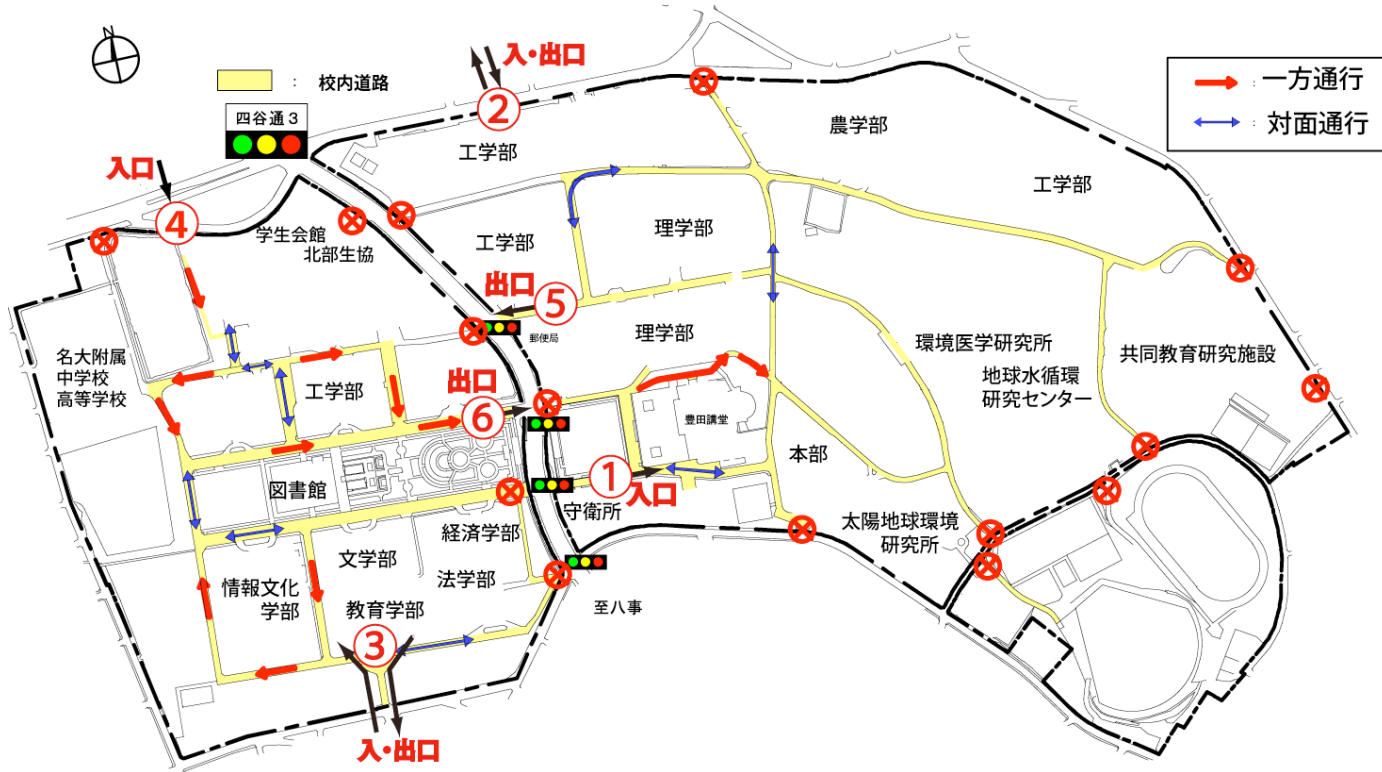 N
入・出口
：校内道路
四谷通3
②
：一方通行
：対面通行
農学部
工学部
入口
④
工学部
学生会館
北部生協
工学部
理学部
出口
⑤
郵便局
理学部
名大附属
中学校
高等学校
工学部
出口
⑥
環境医学研究所
地球水循環
研究センター
共同教育研究施設
豊田講堂
本部
①
入口
図書館
守衛所
経済学部
太陽地球環境
研究所
文学部
法学部
情報文化
学部
教育学部
至八事
③
入・出口